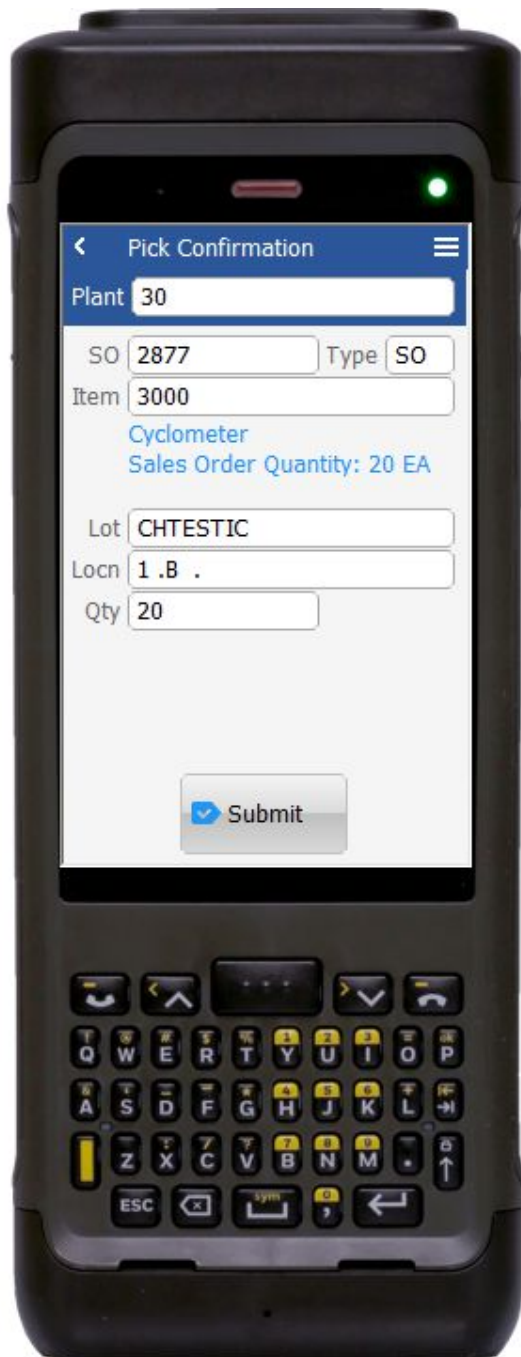 Pick Confirmation
Plant 30
SO 2877 Type SO
Item 3000
Cyclometer
Sales Order Quantity: 20 EA
Lot CHTESTIC
Locn 1 .B .
Qty 20
Submit
Q W E R T Y U I O P
A S D F G H J K L
Z X C V B N M .
ESC sym ,